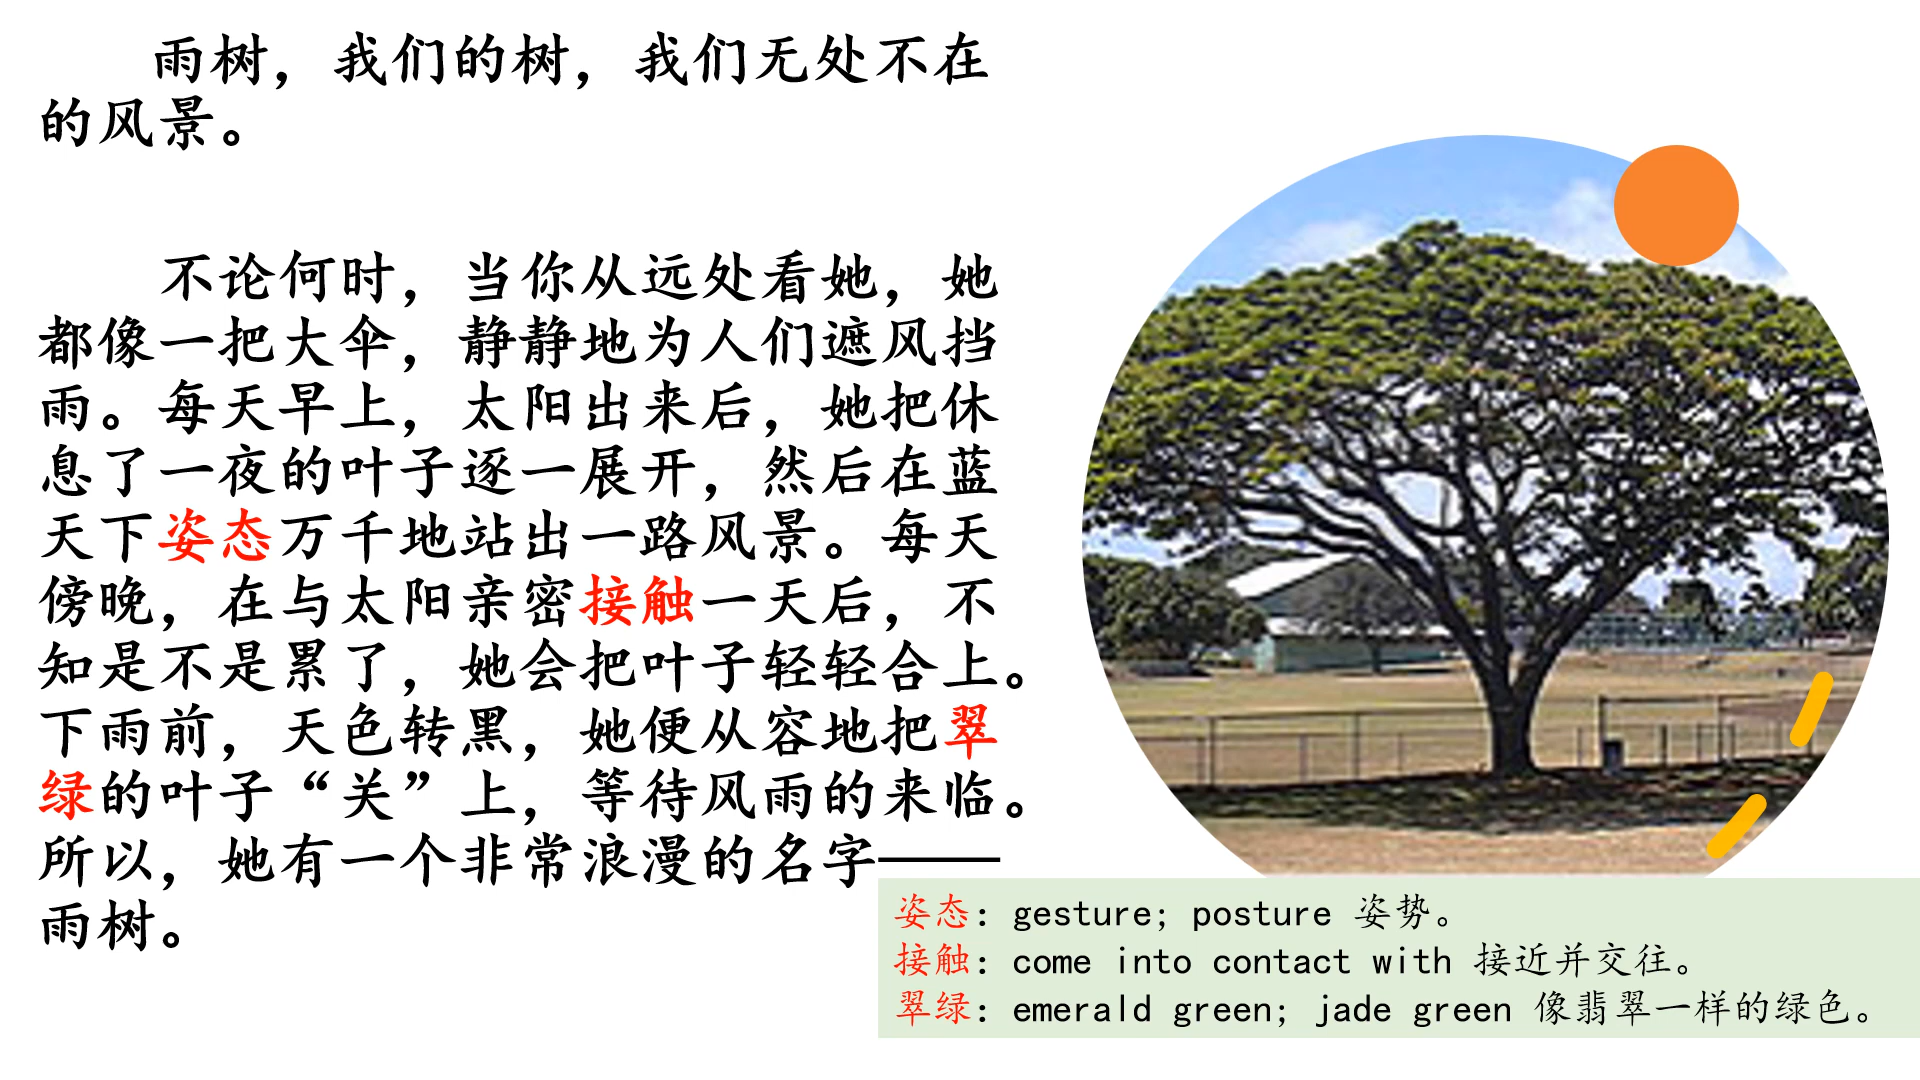 雨树，我们的树，我们无处不在
的风景。
不论何时，当你从远处看她，她
都像一把大伞，静静地为人们遮风挡
雨。每天早上，太阳出来后，她把休
息了一夜的叶子逐一展开，然后在蓝
天下姿态万千地站出一路风景。每天
傍晚，在与太阳亲密接触一天后，不
知是不是累了，她会把叶子轻轻合上。
下雨前，天色转黑，她便从容地把翠
绿的叶子“关”上，等待风雨的来临。
所以，她有一个非常浪漫的名字——
雨树。
姿态：gesture; posture 姿势。
接触：come into contact with 接近并交往。
翠绿：emerald green; jade green 像翡翠一样的绿色。